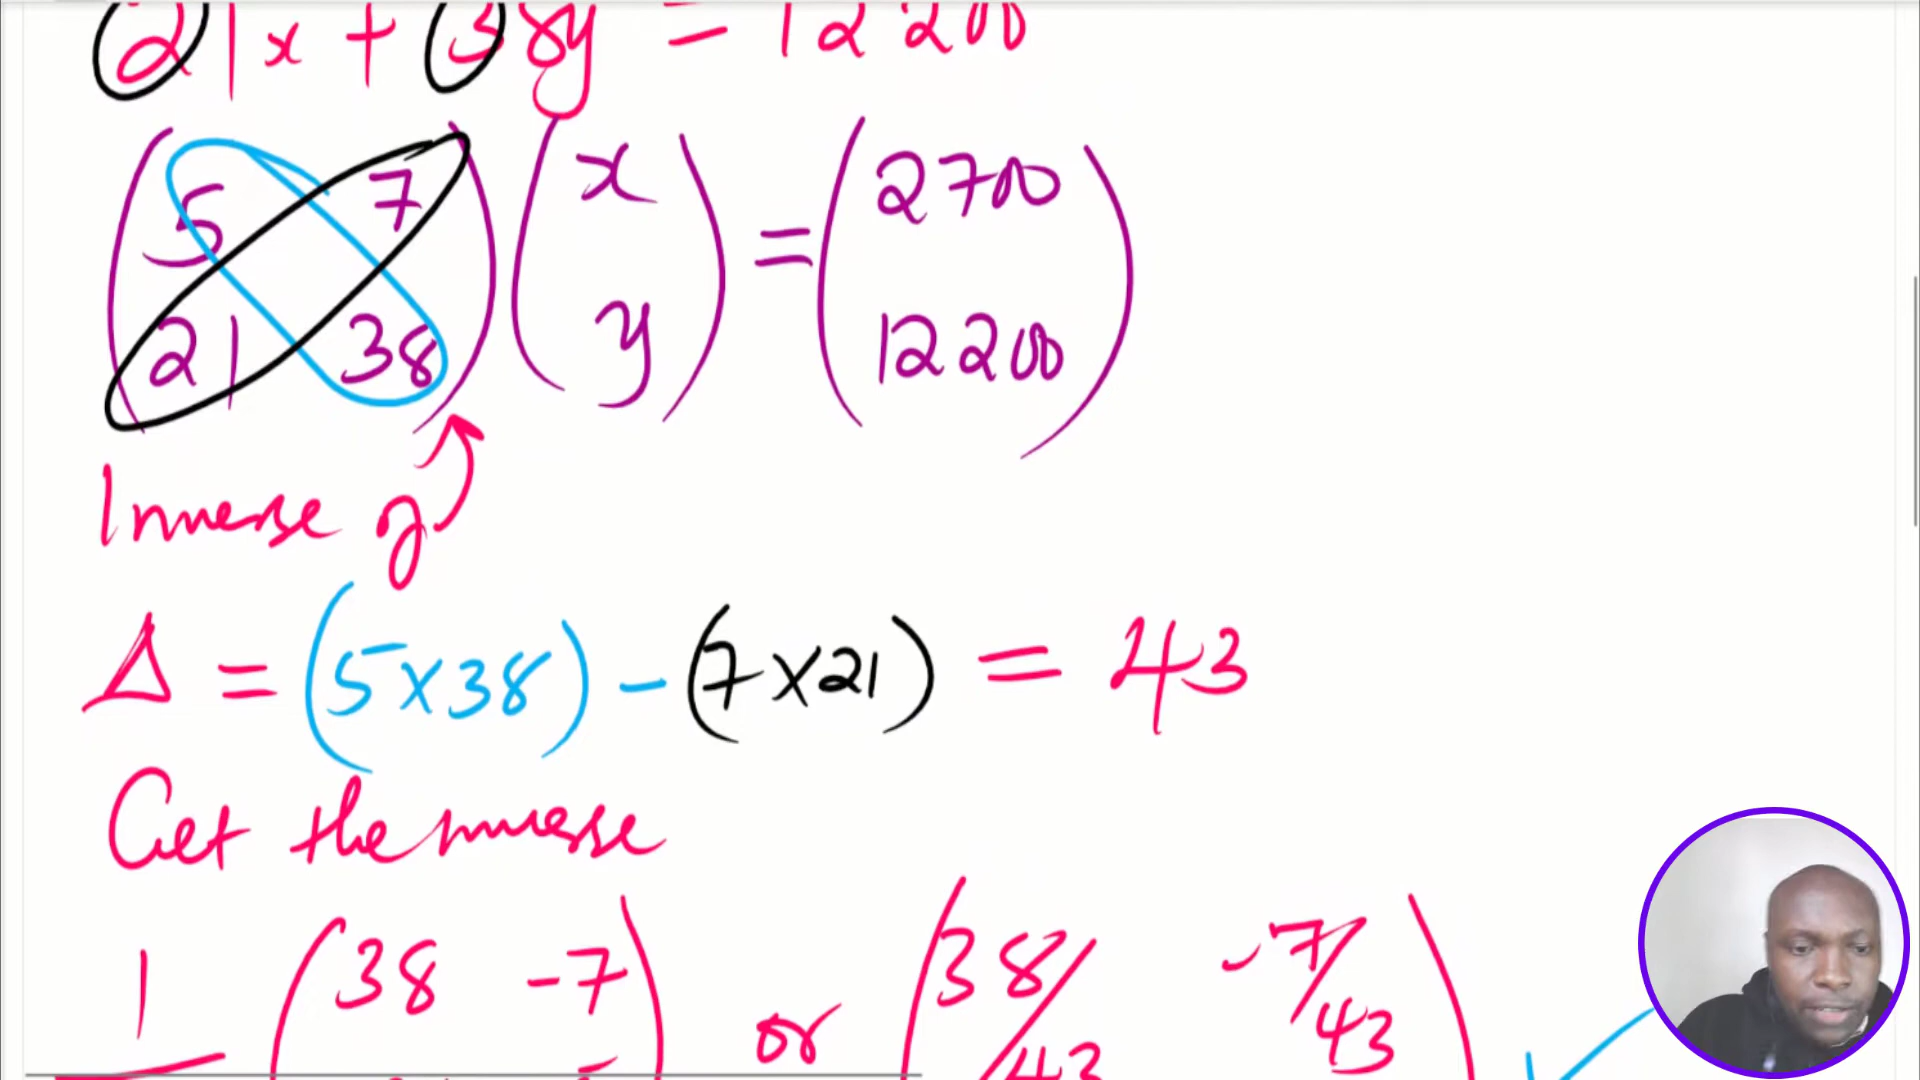 21x + 38y = 12200
(5 7) (x) = (2700)
(21 38) (y) (12200)
Inverse of
Δ = (5×38) - (7×21) = 43
Get the inverse
1 (38 -7) or (38/43 -7/43)